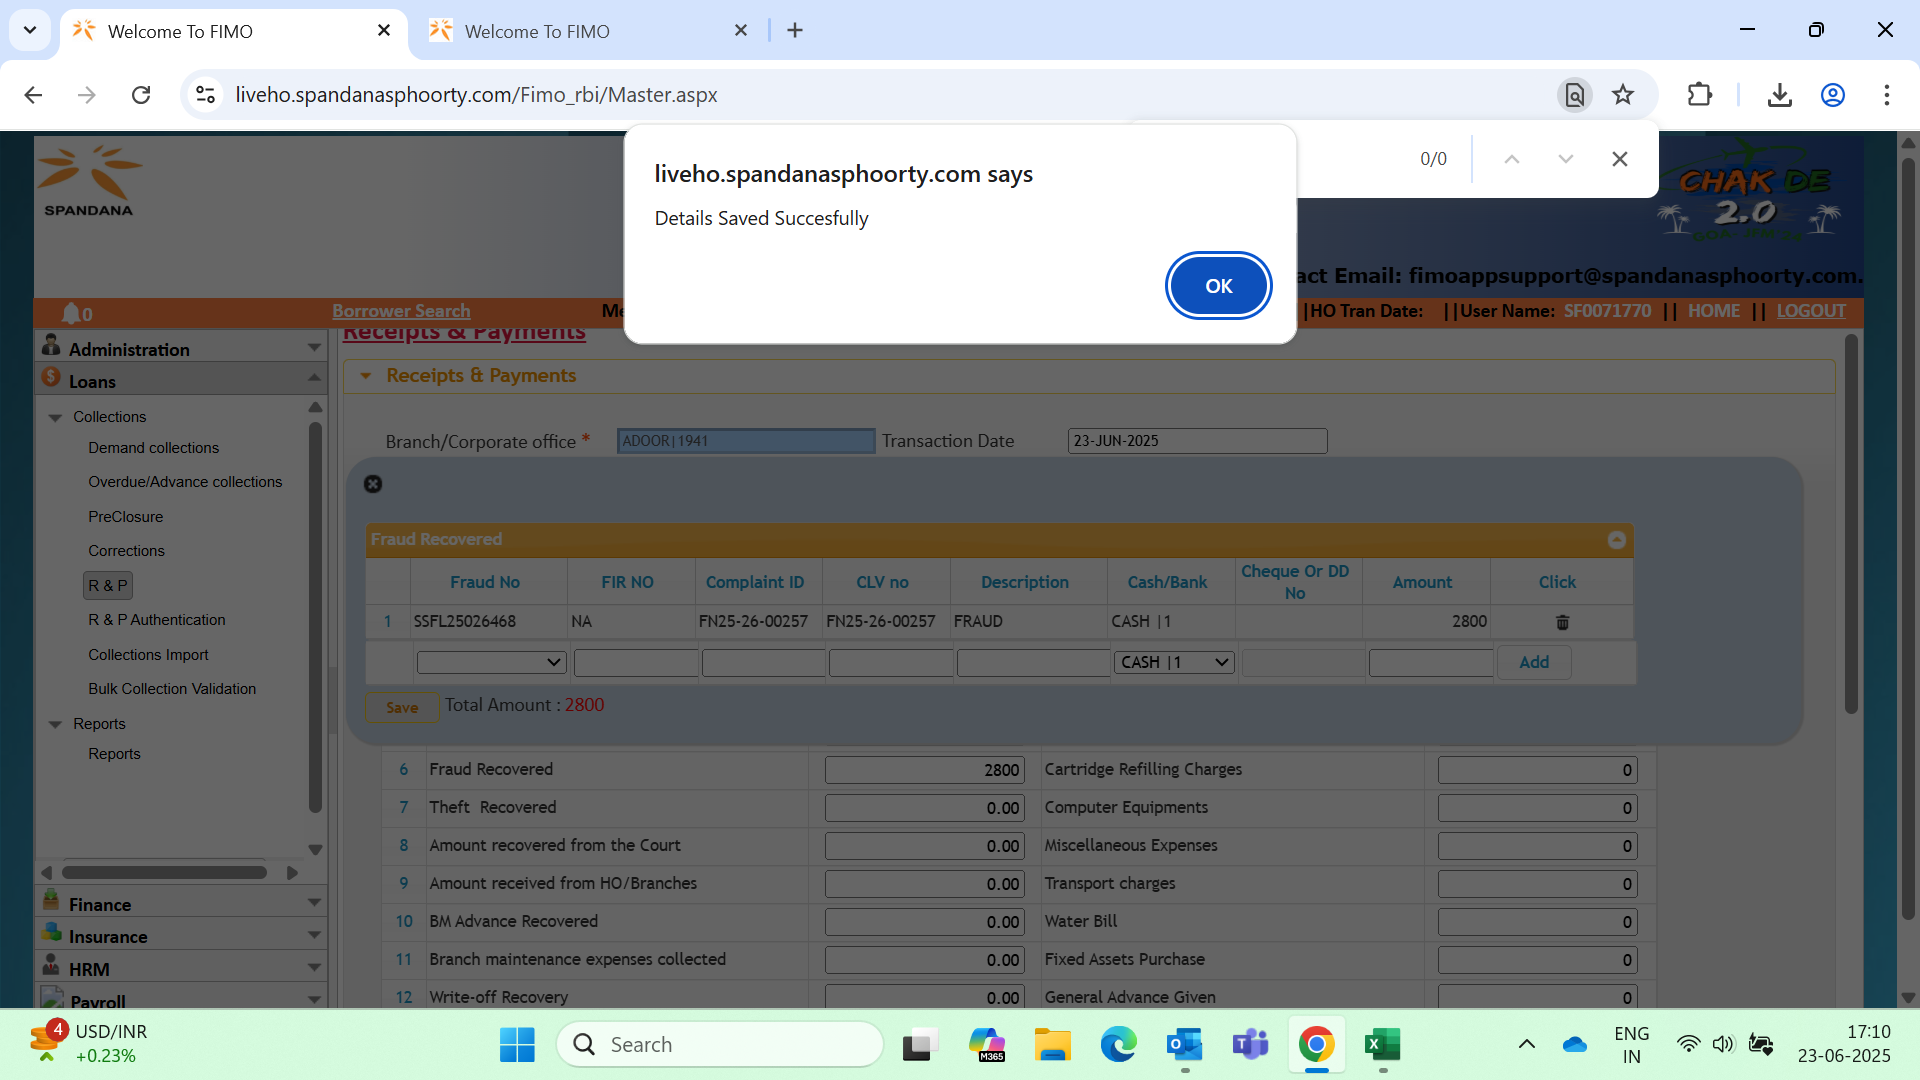 Welcome To FIMO
Welcome To FIMO
liveho.spandanasphoorty.com/Fimo_rbi/Master.aspx
0/0
liveho.spandanasphoorty.com says
Details Saved Succesfully
OK
SPANDANA
CHAK DE
2.0
act Email: fimoappsupport@spandanasphoorty.com.
0
Borrower Search
Me
|HO Tran Date: ||User Name: SF0071770 || HOME || LOGOUT
Administration
Loans
Collections
Demand collections
Overdue/Advance collections
PreClosure
Corrections
R & P
R & P Authentication
Collections Import
Bulk Collection Validation
Reports
Reports
Finance
Insurance
HRM
Payroll
Receipts & Payments
Receipts & Payments
Branch/Corporate office * ADOOR|1941 Transaction Date 23-JUN-2025
Fraud Recovered
Fraud No FIR NO Complaint ID CLV no Description Cash/Bank Cheque Or DD No Amount Click
1 SSFL25026468 NA FN25-26-00257 FN25-26-00257 FRAUD CASH |1 2800
CASH |1 Add
Save Total Amount : 2800
6 Fraud Recovered 2800 Cartridge Refilling Charges 0
7 Theft Recovered 0.00 Computer Equipments 0
8 Amount recovered from the Court 0.00 Miscellaneous Expenses 0
9 Amount received from HO/Branches 0.00 Transport charges 0
10 BM Advance Recovered 0.00 Water Bill 0
11 Branch maintenance expenses collected 0.00 Fixed Assets Purchase 0
12 Write-off Recovery 0.00 General Advance Given 0
4
USD/INR
+0.23%
Search
M365
ENG
IN
17:10
23-06-2025